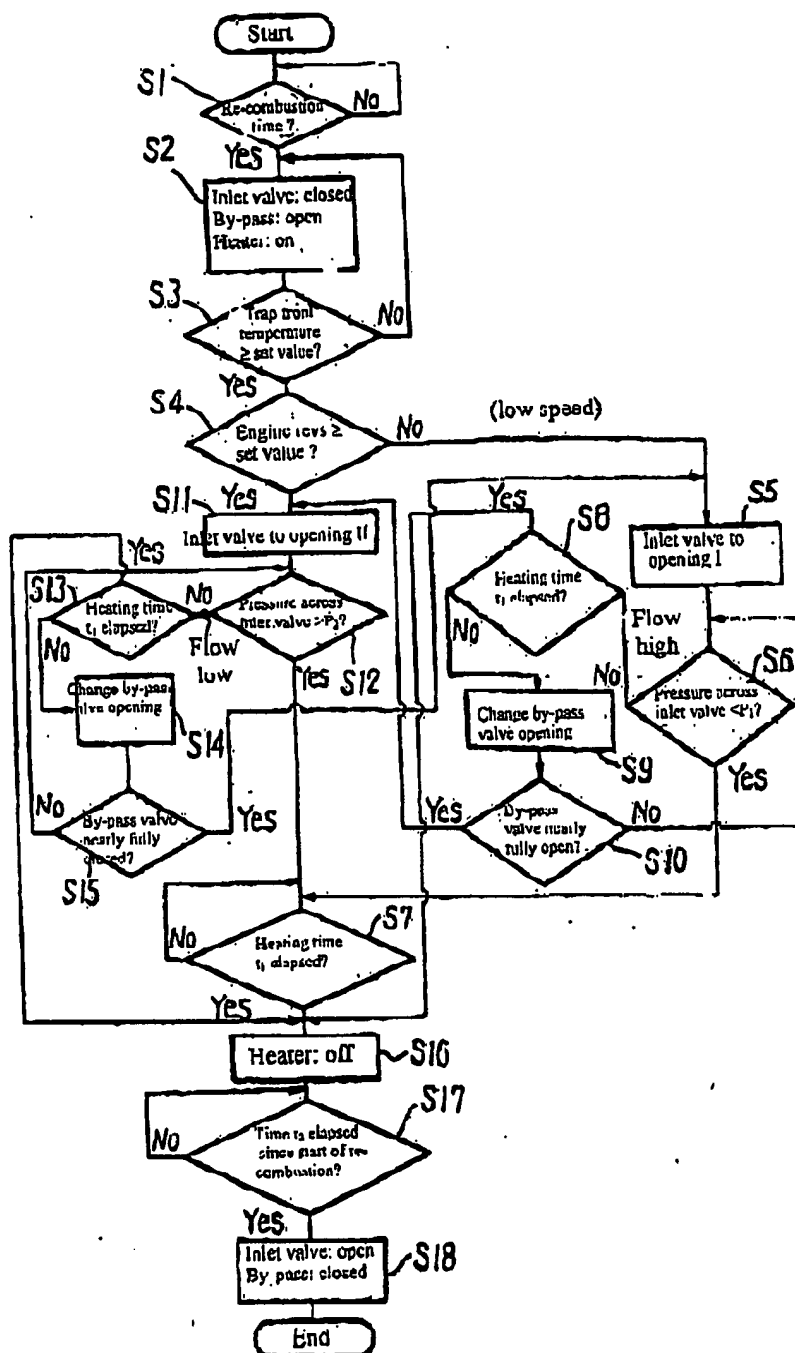 Start
S1
Re-combustion
time?
No
Yes
S2
Inlet valve: closed
By-pass: open
Heater: on
S3
Trap front
temperature
≥ set value?
No
Yes
S4
Engine revs ≥
set value ?
No
(low speed)
Yes
S11
Inlet valve to opening II
S5
Inlet valve to
opening I
Yes
S8
Heating time
t₁ elapsed?
No
Yes
S13
Heating time
t₁ elapsed?
No
No
Flow
low
Pressure across
inlet valve >P₂?
S12
Yes
Flow
high
No
S6
Pressure across
inlet valve <P₁?
Yes
Change by-pass
valve opening
S14
Change by-pass
valve opening
S9
No
By-pass valve
nearly fully
closed?
Yes
S15
Yes
By-pass
valve nearly
fully open?
No
S10
S7
No
Heating time
t₁ elapsed?
Yes
Heater: off
S16
S17
No
Time t₂ elapsed
since start of re-
combustion?
Yes
Inlet valve: open
By pass: closed
S18
End